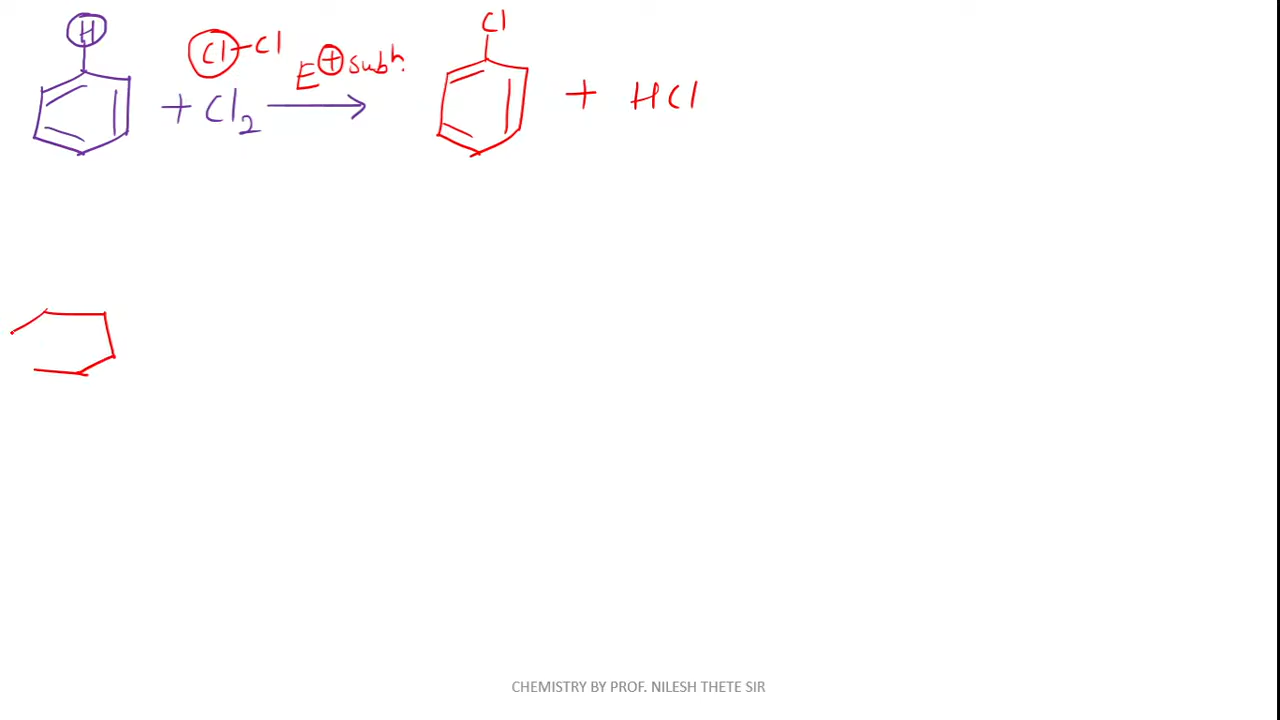 H Cl-Cl E⊕ subⁿ. Cl
+ Cl₂ → + HCl
CHEMISTRY BY PROF. NILESH THETE SIR